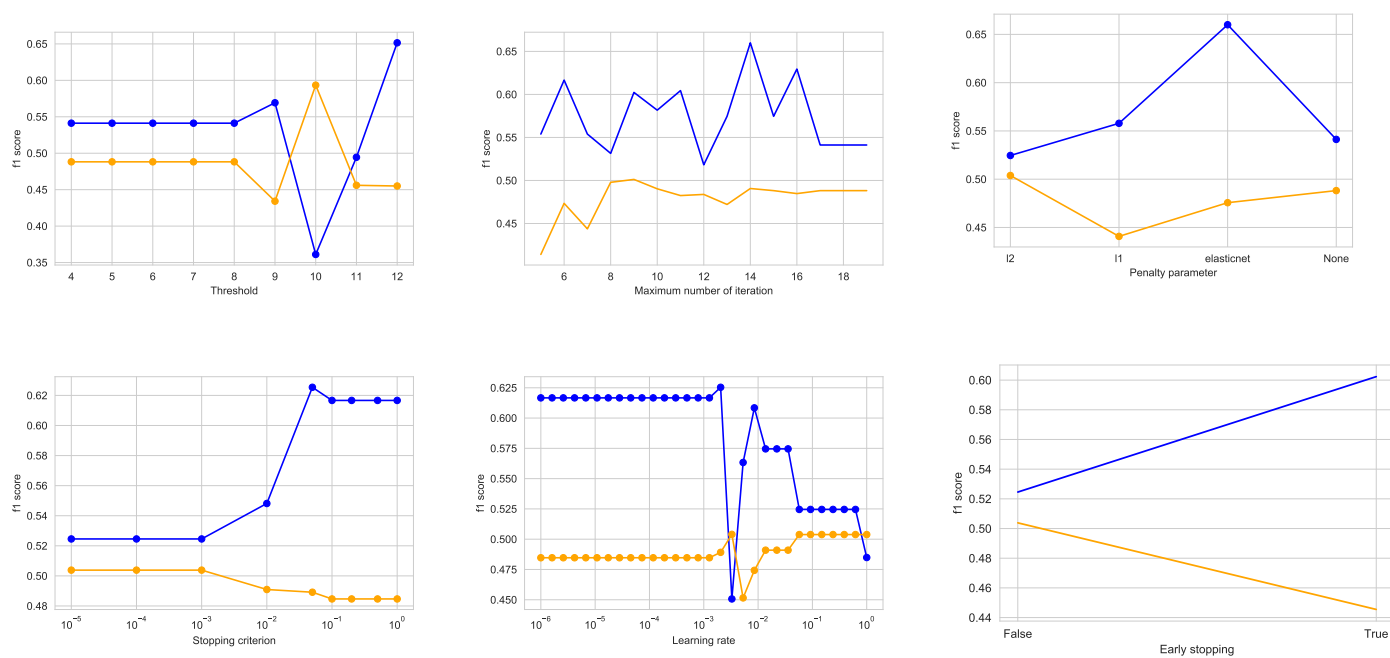 0.65
0.60
0.55
0.50
0.45
0.40
0.35
f1 score
4 5 6 7 8 9 10 11 12
Threshold
0.65
0.60
0.55
0.50
0.45
f1 score
6 8 10 12 14 16 18
Maximum number of iteration
0.65
0.60
0.55
0.50
0.45
f1 score
l2 l1 elasticnet None
Penalty parameter
0.62
0.60
0.58
0.56
0.54
0.52
0.50
0.48
f1 score
10⁻⁵ 10⁻⁴ 10⁻³ 10⁻² 10⁻¹ 10⁰
Stopping criterion
0.625
0.600
0.575
0.550
0.525
0.500
0.475
0.450
f1 score
10⁻⁶ 10⁻⁵ 10⁻⁴ 10⁻³ 10⁻² 10⁻¹ 10⁰
Learning rate
0.60
0.58
0.56
0.54
0.52
0.50
0.48
0.46
0.44
f1 score
False True
Early stopping